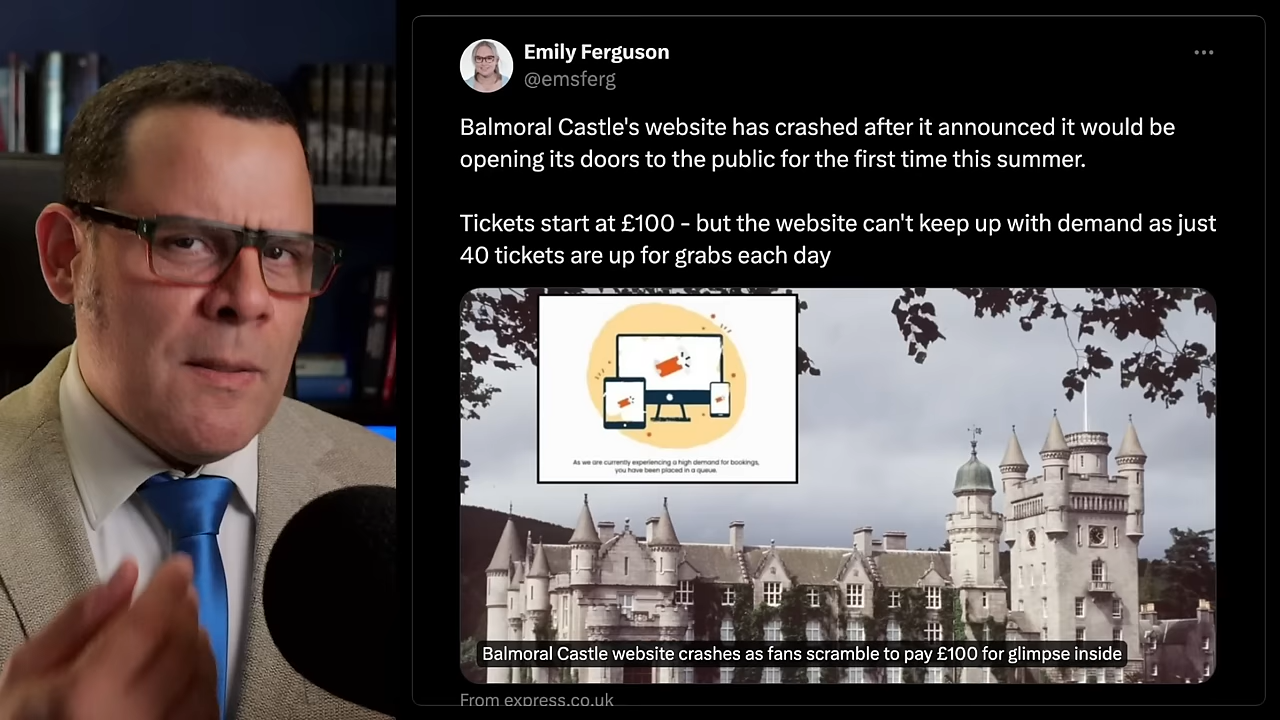 Emily Ferguson
@emsferg
Balmoral Castle's website has crashed after it announced it would be
opening its doors to the public for the first time this summer.
Tickets start at £100 - but the website can't keep up with demand as just
40 tickets are up for grabs each day
As we are currently experiencing a high demand for bookings,
you have been placed in a queue.
Balmoral Castle website crashes as fans scramble to pay £100 for glimpse inside
From express.co.uk